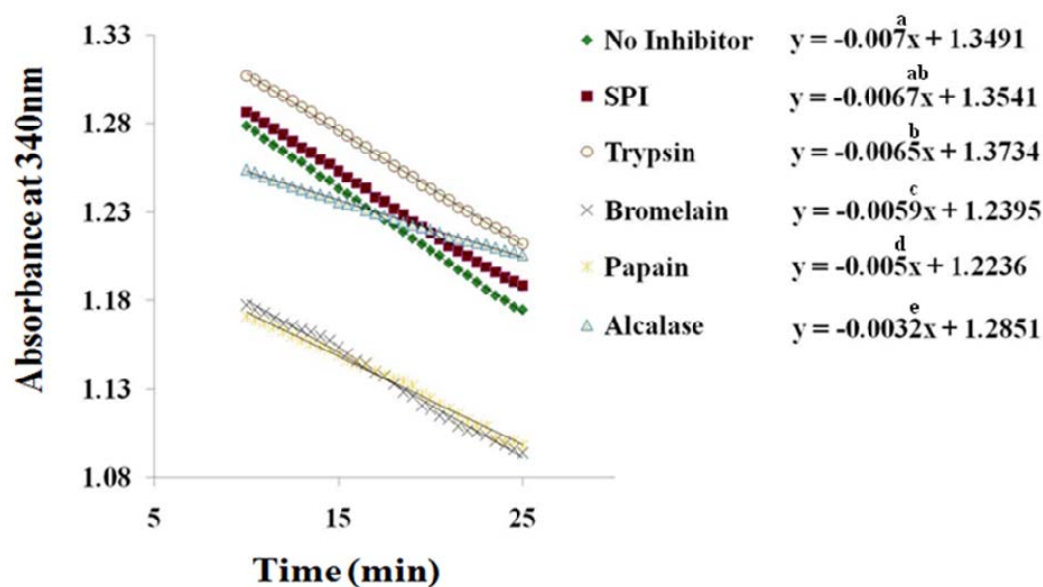 Absorbance at 340nm
1.33
1.28
1.23
1.18
1.13
1.08
5
15
25
Time (min)
No Inhibitor y = -0.007x + 1.3491
a
SPI y = -0.0067x + 1.3541
ab
Trypsin y = -0.0065x + 1.3734
b
Bromelain y = -0.0059x + 1.2395
c
Papain y = -0.005x + 1.2236
d
Alcalase y = -0.0032x + 1.2851
e